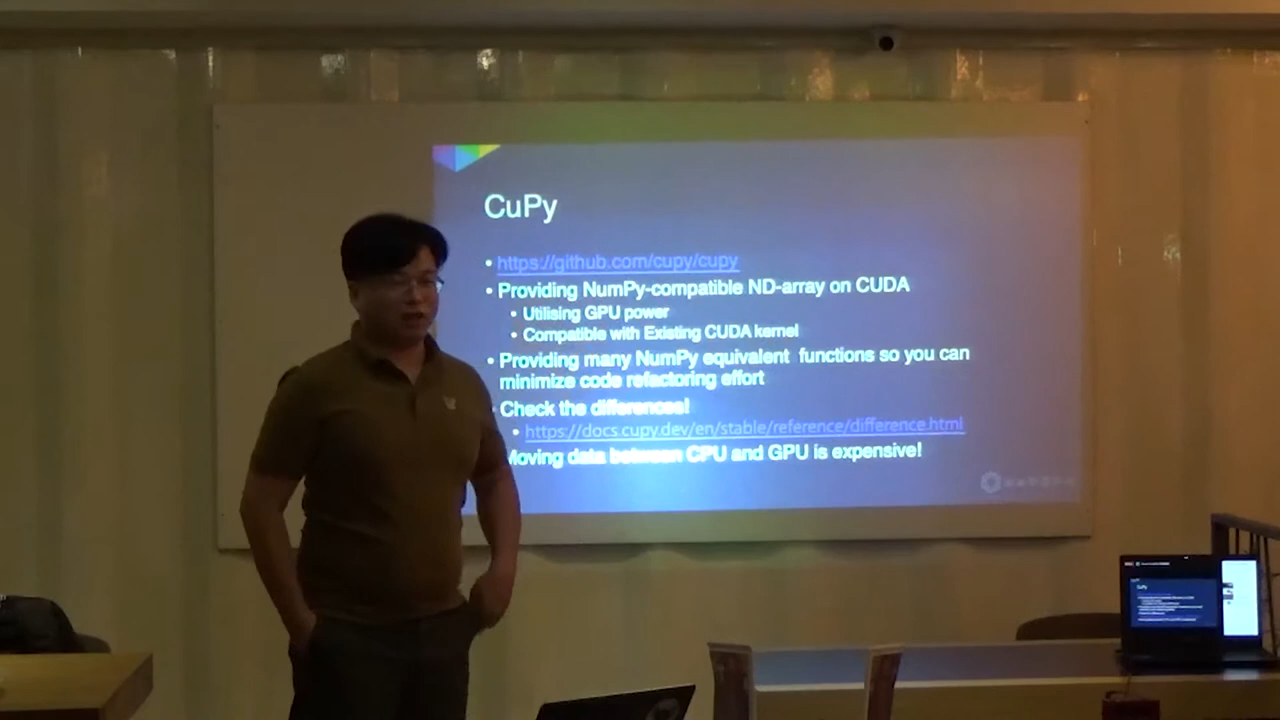 CuPy
• https://github.com/cupy/cupy
• Providing NumPy-compatible ND-array on CUDA
• Utilising GPU power
• Compatible with Existing CUDA kernel
• Providing many NumPy equivalent functions so you can
minimize code refactoring effort
Check the differences!
• https://docs.cupy.dev/en/stable/reference/difference.html
Moving data between CPU and GPU is expensive!
CuPy